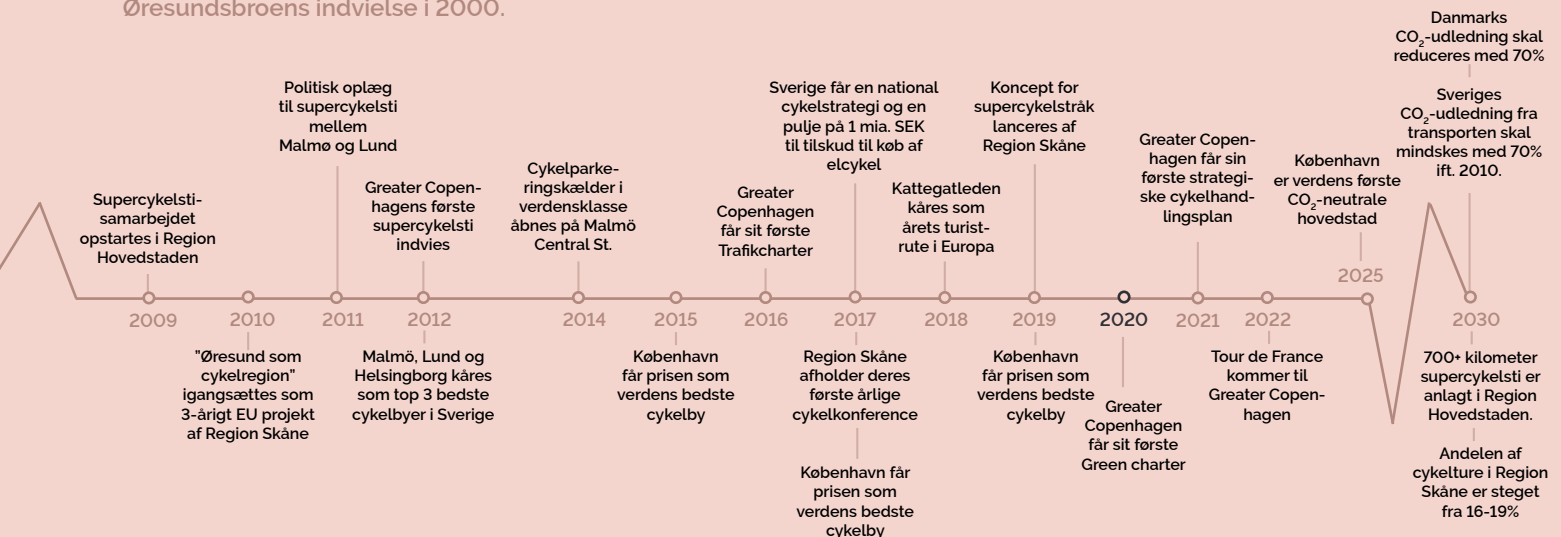 Øresundsbroens indvielse i 2000.
Supercykelsti-
samarbejdet
opstartes i Region
Hovedstaden
2009
2010
"Øresund som
cykelregion"
igangsættes som
3-årigt EU projekt
af Region Skåne
Politisk oplæg
til supercykelsti
mellem
Malmø og Lund
2011
Greater Copen-
hagens første
supercykelsti
indvies
2012
Malmö, Lund og
Helsingborg kåres
som top 3 bedste
cykelbyer i Sverige
Cykelparke-
ringskælder i
verdensklasse
åbnes på Malmö
Central St.
2014
2015
København
får prisen som
verdens bedste
cykelby
Greater
Copenhagen
får sit første
Trafikcharter
2016
Sverige får en national
cykelstrategi og en
pulje på 1 mia. SEK
til tilskud til køb af
elcykel
2017
Region Skåne
afholder deres
første årlige
cykelkonference
København får
prisen som
verdens bedste
cykelby
Kattegatleden
kåres som
årets turist-
rute i Europa
2018
Koncept for
supercykelstråk
lanceres af
Region Skåne
2019
København
får prisen som
verdens bedste
cykelby
2020
Greater
Copenhagen
får sit første
Green charter
Greater Copen-
hagen får sin
første strategi-
ske cykelhand-
lingsplan
2021
2022
Tour de France
kommer til
Greater Copen-
hagen
København
er verdens første
CO₂-neutrale
hovedstad
2025
Danmarks
CO₂-udledning skal
reduceres med 70%
Sveriges
CO₂-udledning fra
transporten skal
mindskes med 70%
ift. 2010.
2030
700+ kilometer
supercykelsti er
anlagt i Region
Hovedstaden.
Andelen af
cykelture i Region
Skåne er steget
fra 16-19%